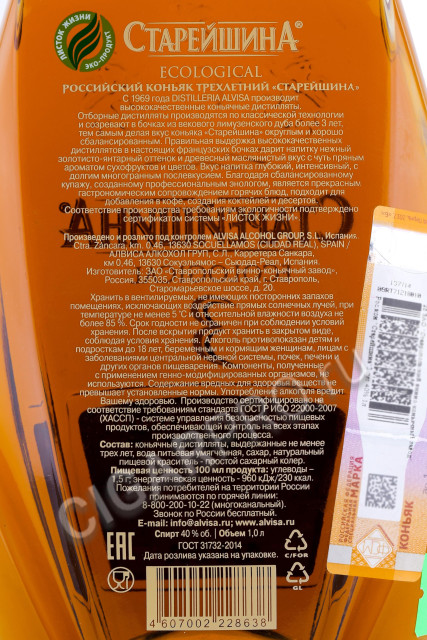 ЛИСТОК ЖИЗНИ
ЭКО-ПРОДУКТ
СТАРЕЙШИНА®
ECOLOGICAL
РОССИЙСКИЙ КОНЬЯК ТРЕХЛЕТНИЙ «СТАРЕЙШИНА»
С 1969 года DISTILLERIA ALVISA производит
высококачественные коньячные дистилляты.
Отборные дистилляты производятся по классической технологии
и созревают в бочках из векового лимузенского дуба более 3 лет,
тем самым делая вкус коньяка «Старейшина» округлым и хорошо
сбалансированным. Правильная выдержка высококачественных
дистиллятов в настоящих французских бочках дарит напитку нежный
золотисто-янтарный оттенок и древесный маслянистый вкус с чуть пряным
ароматом сухофруктов и цветов. Вкус напитка глубокий, интенсивный, с
долгим многогранным послевкусием. Благодаря сбалансированному
купажу, созданному профессиональным энологом, является прекрасным
гастрономическим сопровождением горячих блюд, подходит для
добавления в кофе, создания коктейлей и десертов.
Соответствие производства требованиям экологичности подтверждено
сертификатом системы «ЛИСТОК ЖИЗНИ».
Произведено и розлито под контролем ALVISA ALCOHOL GROUP, S.L., Испания.
Ctra. Záncara, km. 0,46, 13630 SOCUELLAMOS (CIUDAD REAL), SPAIN /
АЛВИСА АЛКОХОЛ ГРУП, С.Л., Карретера Санкара,
км 0.46, 13630 Сокуэльямос – Сьюдад-Реал, Испания.
Изготовитель: ЗАО «Ставропольский винно-коньячный завод»,
Россия, 355035, Ставропольский край, г. Ставрополь,
Старомарьевское шоссе, д. 20.
Хранить в вентилируемых, не имеющих посторонних запахов
помещениях, исключающих воздействие прямых солнечных лучей, при
температуре не менее 5 °С и относительной влажности воздуха не
более 85 %. Срок годности не ограничен при соблюдении условий
хранения. После вскрытия продукт хранить в закрытом виде,
соблюдая условия хранения. Алкоголь противопоказан детям и
подросткам до 18 лет, беременным и кормящим женщинам, лицам с
заболеваниями центральной нервной системы, почек, печени и
других органов пищеварения. Компоненты, полученные
с применением генно-модифицированных организмов, не
используются. Содержание вредных для здоровья веществ не
превышает установленные нормы. Употребление алкоголя вредит
Вашему здоровью. Производство сертифицировано на
соответствие требованиям стандарта ГОСТ Р ИСО 22000-2007
(ХАССП) – системы управления безопасностью пищевых
продуктов, обеспечивающей контроль на всех этапах
производственного процесса.
Состав: коньячные дистилляты, выдержанные не менее
трех лет, вода питьевая умягченная, сахар, натуральный
пищевой краситель - простой сахарный колер.
Пищевая ценность 100 мл продукта: углеводы –
1,5 г; энергетическая ценность - 960 кДж/230 ккал.
Пожелания потребителей на территории России
принимаются по горячей линии:
8-800-200-10-22 (многоканальный).
Звонок по России бесплатный.
E-mail: info@alvisa.ru, www.alvisa.ru
Спирт 40 % об. Объем 1,0 л
ГОСТ 31732-2014
Дата розлива указана на упаковке.
EAC
C/FOR
GL
4 607002 228638
МАРКА
КОНЬЯК